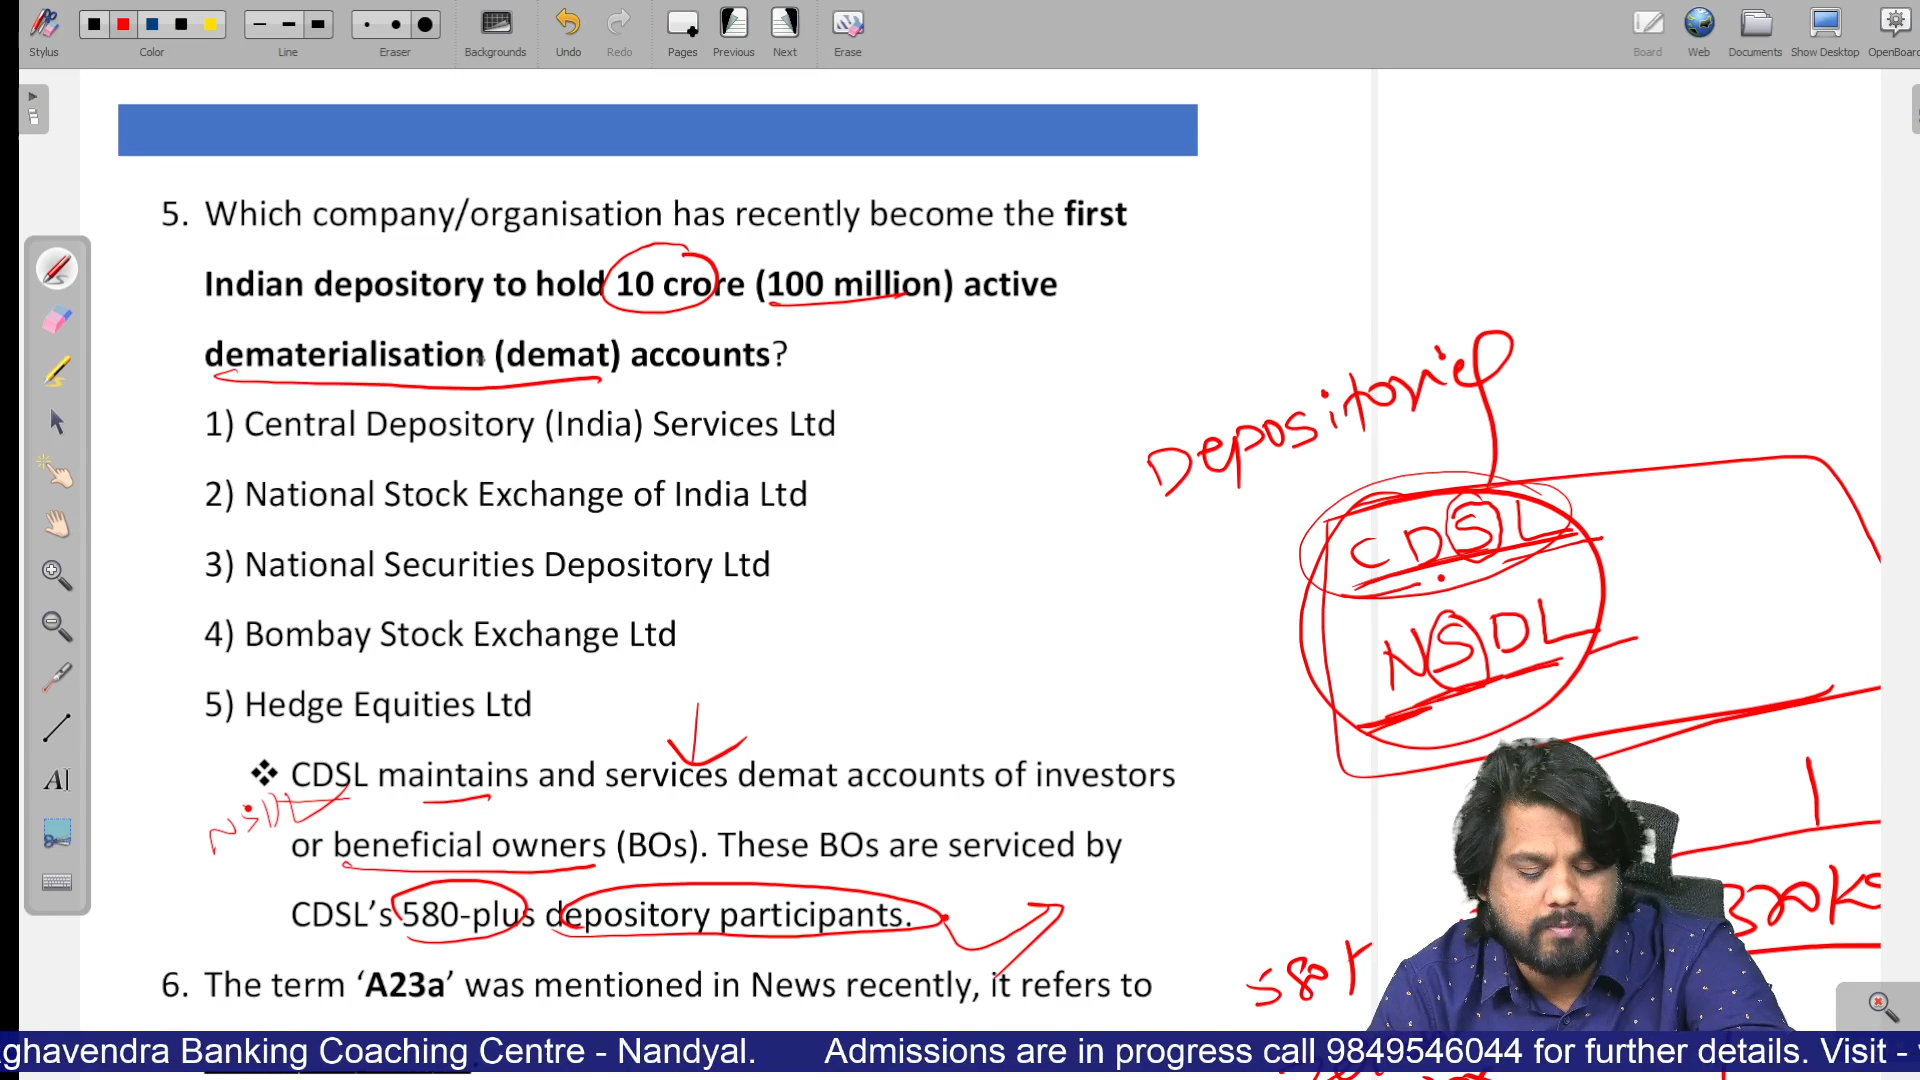 Stylus
Color
Line
Eraser
Backgrounds
Undo
Redo
Pages
Previous
Next
Erase
Board
Web
Documents
Show Desktop
OpenBoard
5. Which company/organisation has recently become the first
Indian depository to hold 10 crore (100 million) active
dematerialisation (demat) accounts?
1) Central Depository (India) Services Ltd
2) National Stock Exchange of India Ltd
3) National Securities Depository Ltd
4) Bombay Stock Exchange Ltd
5) Hedge Equities Ltd
❖ CDSL maintains and services demat accounts of investors
or beneficial owners (BOs). These BOs are serviced by
CDSL's 580-plus depository participants.
6. The term 'A23a' was mentioned in News recently, it refers to
Depositories
CDSL
NSDL
NSDL
580+
AI
ghavendra Banking Coaching Centre - Nandyal. Admissions are in progress call 9849546044 for further details. Visit -